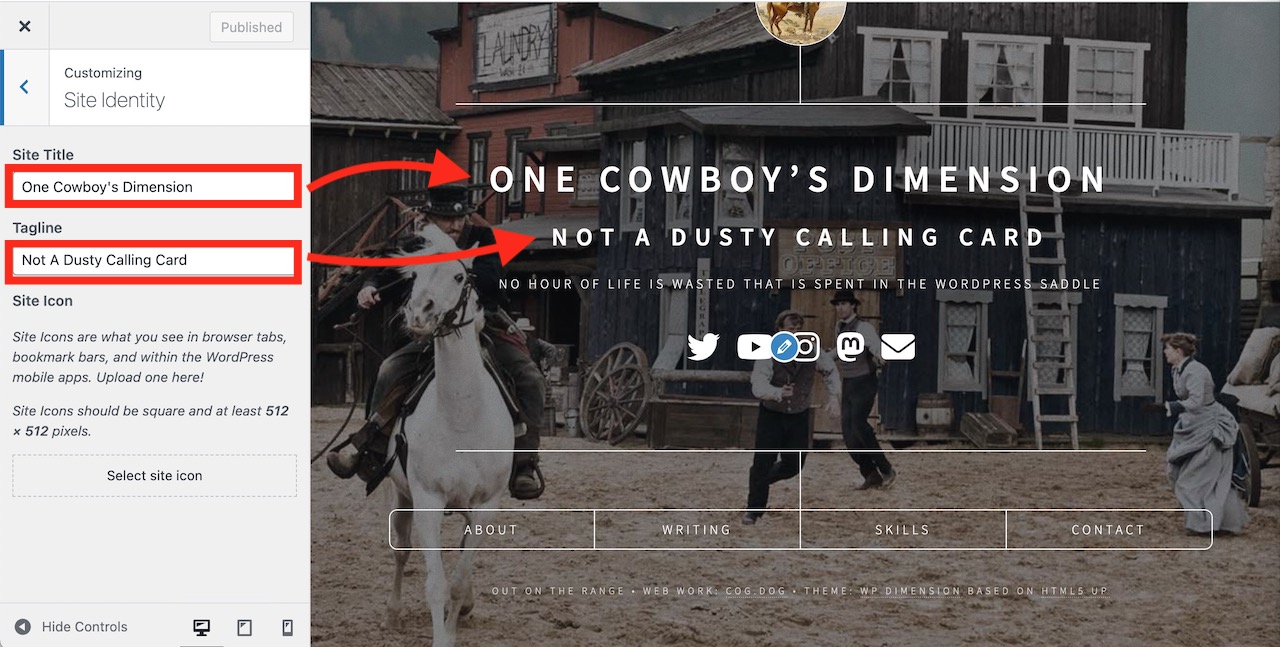 Published
Customizing
Site Identity
Site Title
One Cowboy's Dimension
Tagline
Not A Dusty Calling Card
Site Icon
Site Icons are what you see in browser tabs,
bookmark bars, and within the WordPress
mobile apps. Upload one here!
Site Icons should be square and at least 512
× 512 pixels.
Select site icon
Hide Controls
LAUNDRY
ONE COWBOY’S DIMENSION
NOT A DUSTY CALLING CARD
POST
OFFICE
TELEGRAPH
NO HOUR OF LIFE IS WASTED THAT IS SPENT IN THE WORDPRESS SADDLE
ABOUT
WRITING
SKILLS
CONTACT
OUT ON THE RANGE • WEB WORK: COG.DOG • THEME: WP DIMENSION BASED ON HTML5 UP